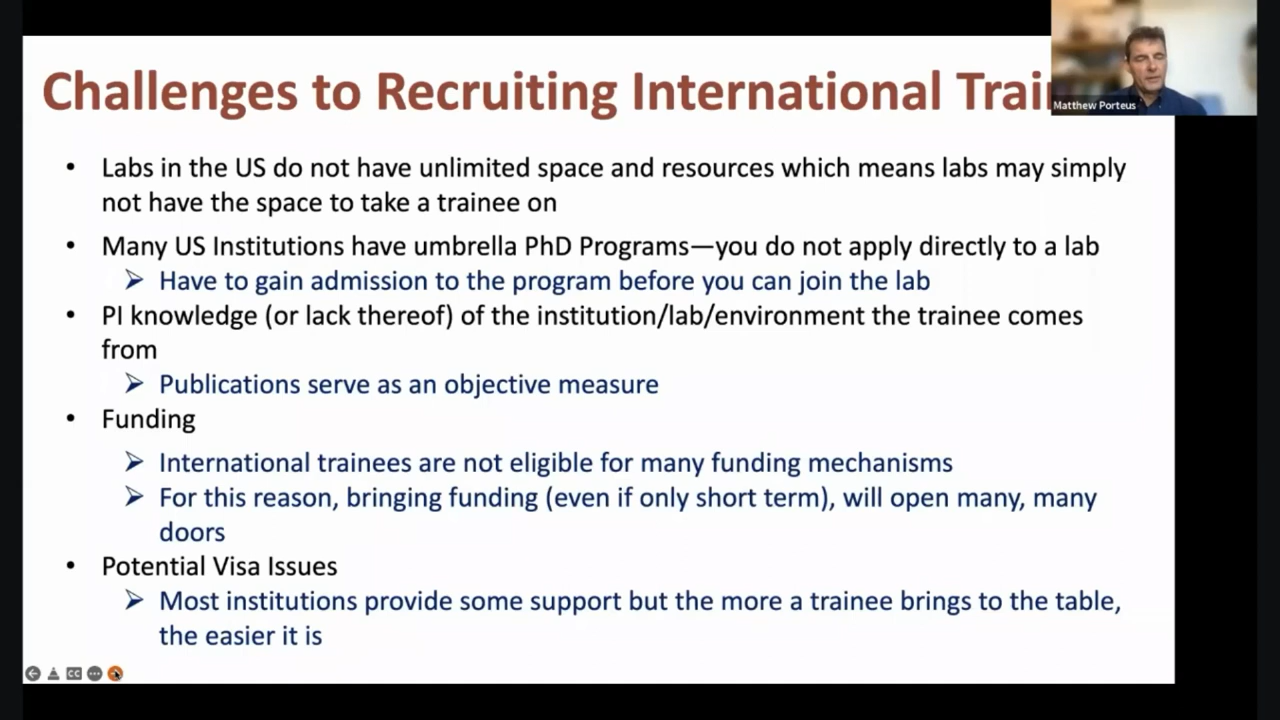 Challenges to Recruiting International
Matthew Porteus
• Labs in the US do not have unlimited space and resources which means labs may simply
not have the space to take a trainee on
• Many US Institutions have umbrella PhD Programs—you do not apply directly to a lab
➢ Have to gain admission to the program before you can join the lab
• PI knowledge (or lack thereof) of the institution/lab/environment the trainee comes
from
➢ Publications serve as an objective measure
• Funding
➢ International trainees are not eligible for many funding mechanisms
➢ For this reason, bringing funding (even if only short term), will open many, many
doors
• Potential Visa Issues
➢ Most institutions provide some support but the more a trainee brings to the table,
the easier it is
CC